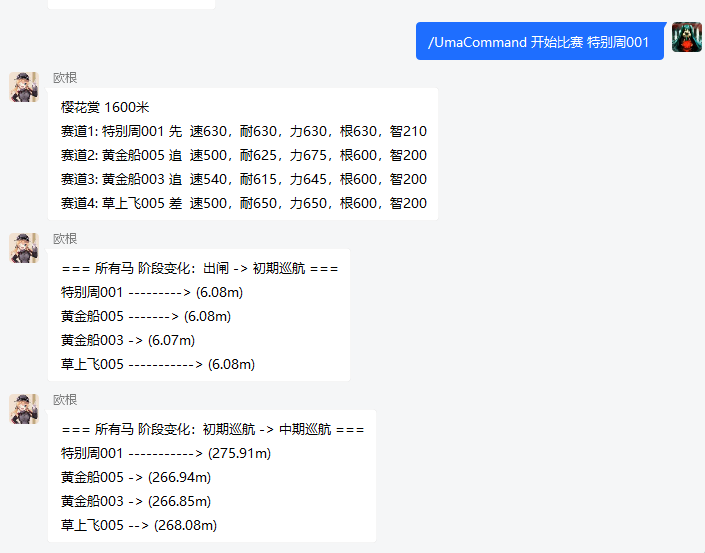 /UmaCommand 开始比赛 特别周001
欧根
樱花赏 1600米
赛道1: 特别周001 先 速630，耐630，力630，根630，智210
赛道2: 黄金船005 追 速500，耐625，力675，根600，智200
赛道3: 黄金船003 追 速540，耐615，力645，根600，智200
赛道4: 草上飞005 差 速500，耐650，力650，根600，智200
欧根
=== 所有马 阶段变化：出闸 -> 初期巡航 ===
特别周001 ---------> (6.08m)
黄金船005 -------> (6.08m)
黄金船003 -> (6.07m)
草上飞005 -----------> (6.08m)
欧根
=== 所有马 阶段变化：初期巡航 -> 中期巡航 ===
特别周001 -----------> (275.91m)
黄金船005 -> (266.94m)
黄金船003 -> (266.85m)
草上飞005 --> (268.08m)